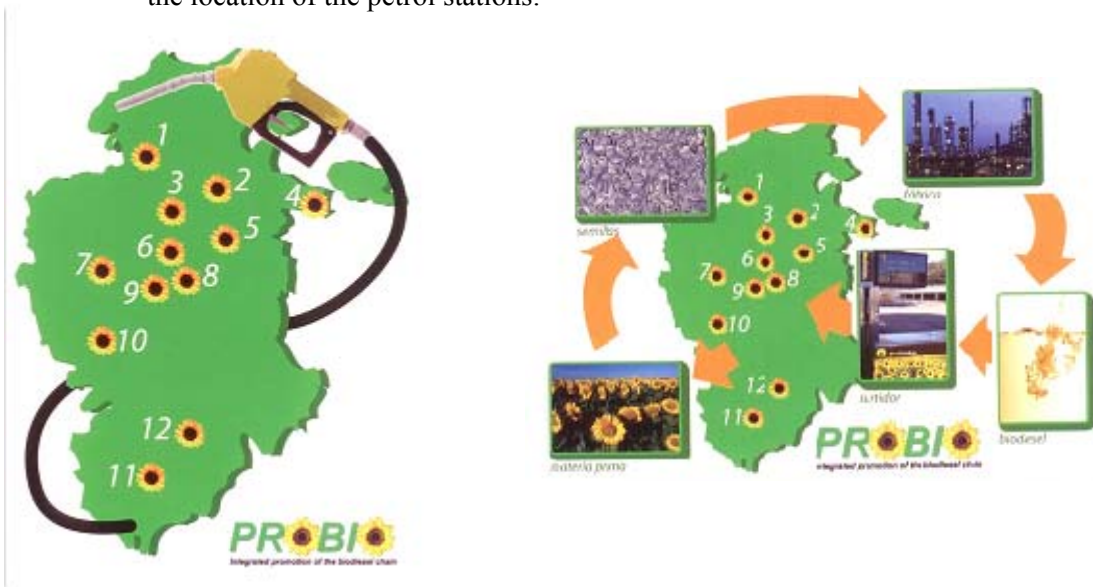 the location of the petrol stations:
1
2
3
4
5
6
7
8
9
10
12
11
PROBIO
Integrated promotion of the biodiesel chain
semillas
fábrica
1
2
3
4
5
6
7
8
9
10
12
11
surtidor
biodiesel
materia prima
PROBIO
Integrated promotion of the biodiesel chain